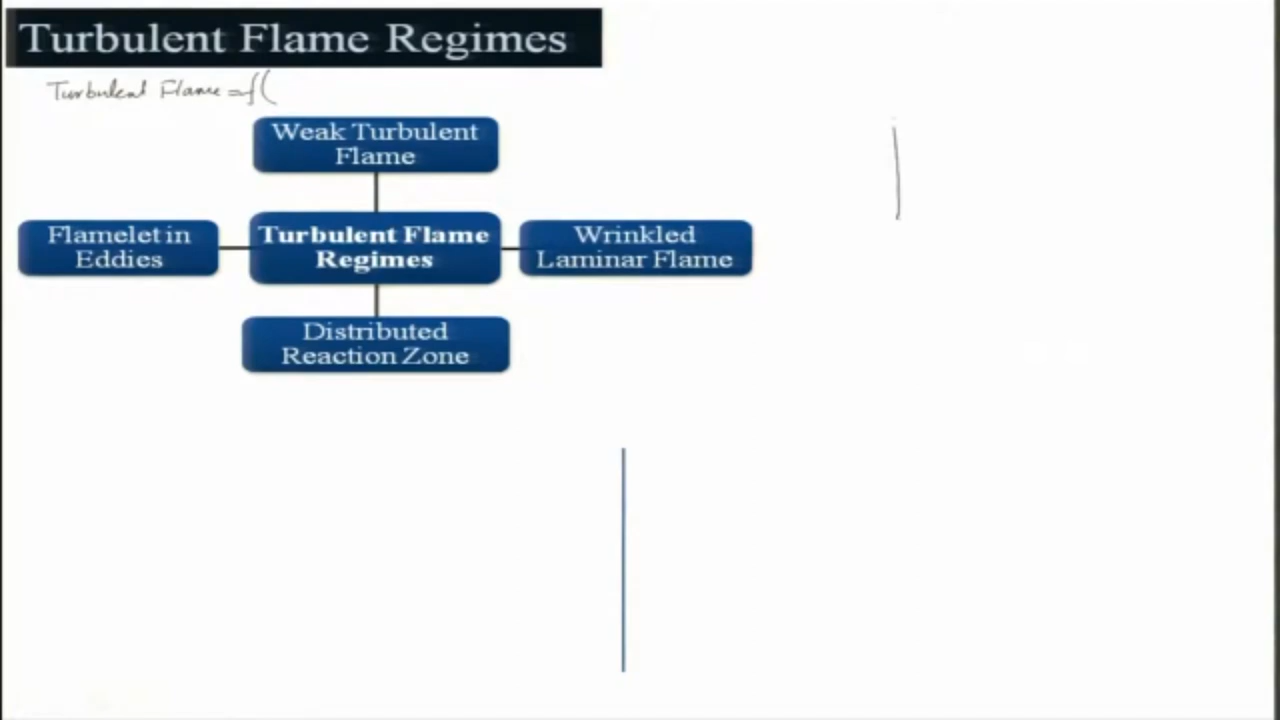 Turbulent Flame Regimes
Turbulent Flame = f(
Weak Turbulent
Flame
Flamelet in
Eddies
Turbulent Flame
Regimes
Wrinkled
Laminar Flame
Distributed
Reaction Zone